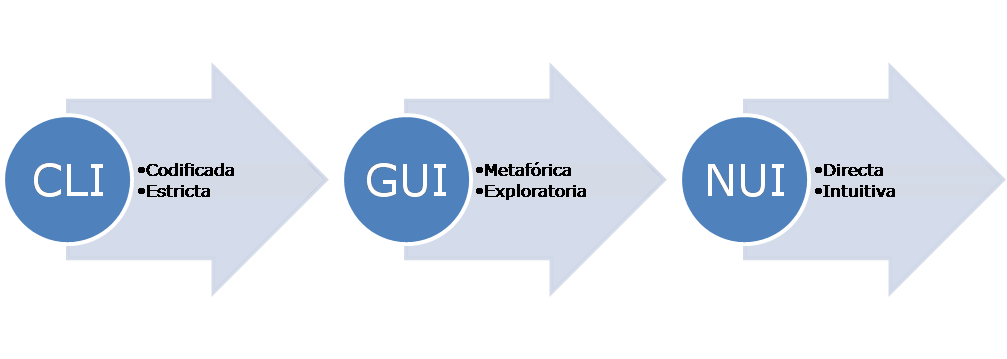 CLI
•Codificada
•Estricta
GUI
•Metafórica
•Exploratoria
NUI
•Directa
•Intuitiva